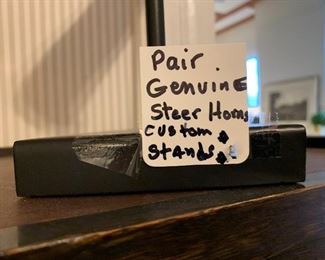 Pair.
Genuine
Steer Horns
custom
Stands.